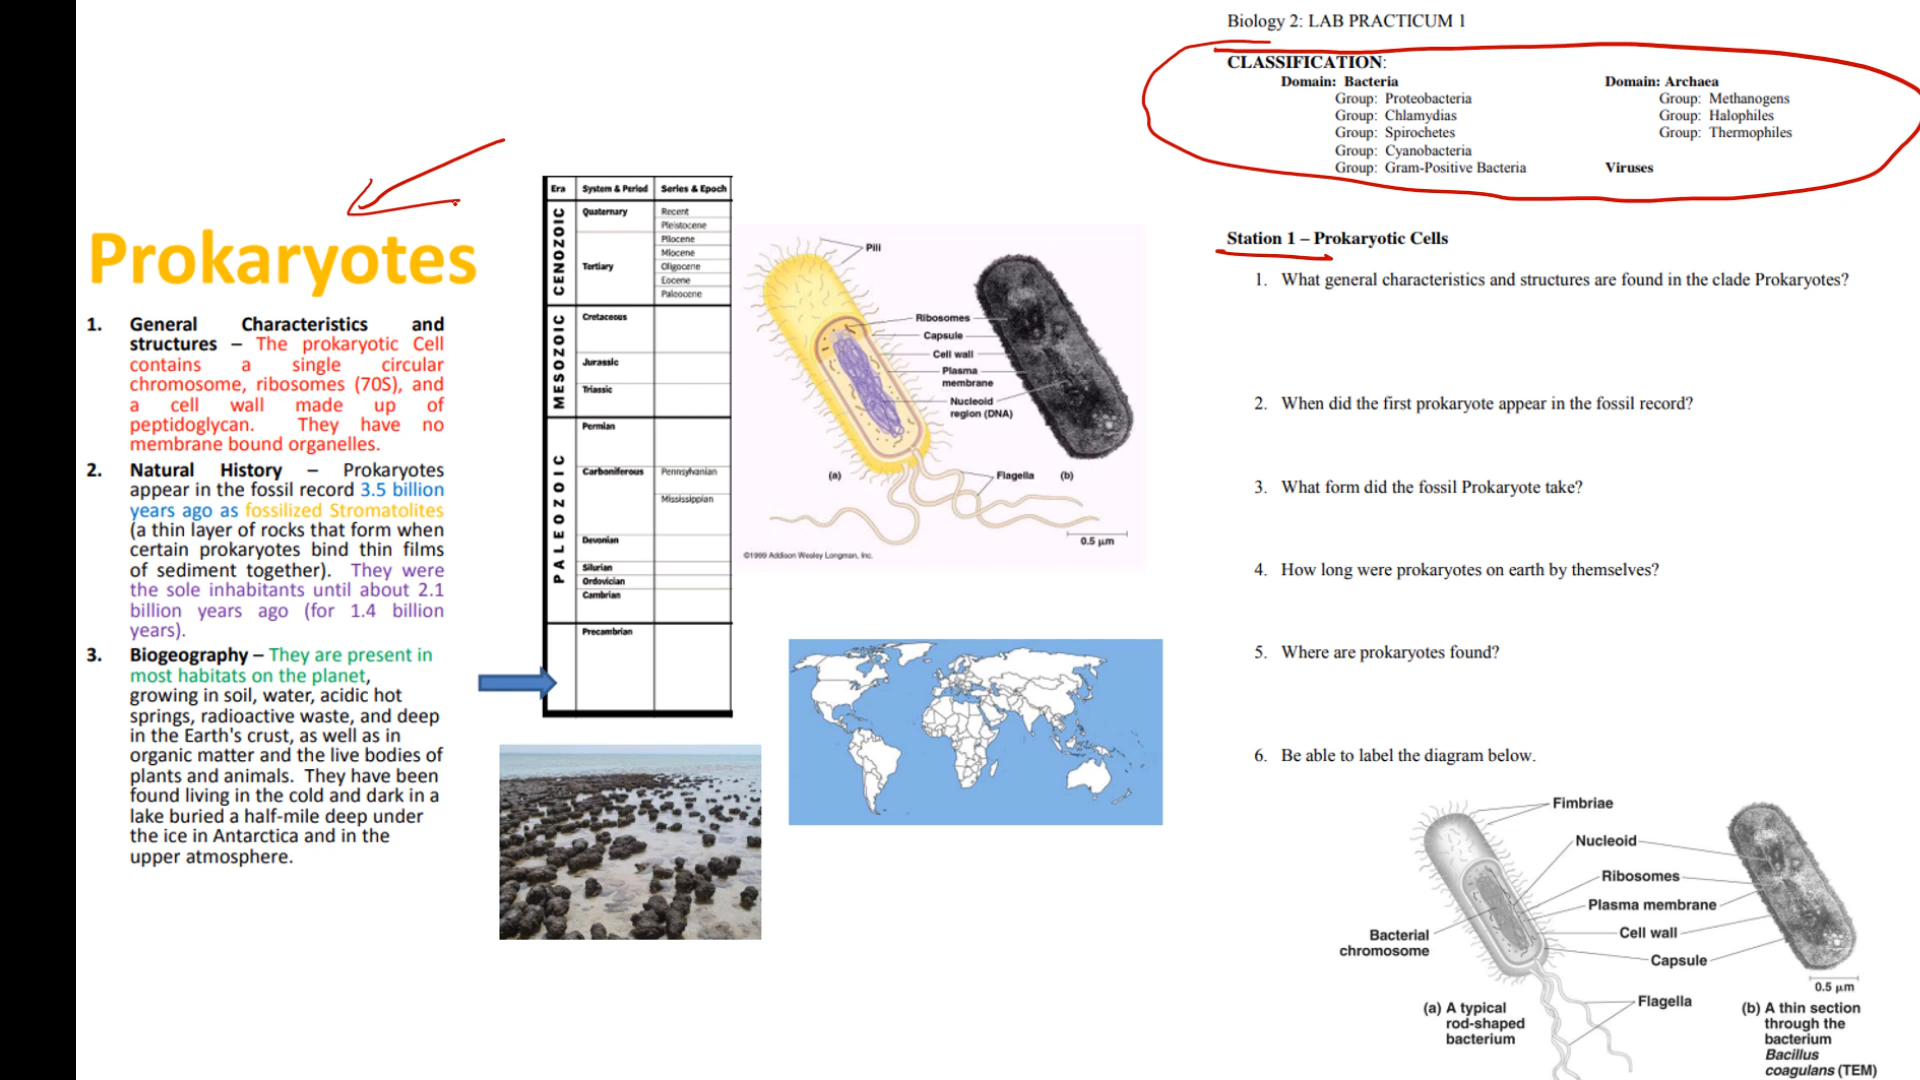 Prokaryotes
1. General Characteristics and
structures – The prokaryotic Cell
contains a single circular
chromosome, ribosomes (70S), and
a cell wall made up of
peptidoglycan. They have no
membrane bound organelles.
2. Natural History – Prokaryotes
appear in the fossil record 3.5 billion
years ago as fossilized Stromatolites
(a thin layer of rocks that form when
certain prokaryotes bind thin films
of sediment together). They were
the sole inhabitants until about 2.1
billion years ago (for 1.4 billion
years).
3. Biogeography – They are present in
most habitats on the planet,
growing in soil, water, acidic hot
springs, radioactive waste, and deep
in the Earth's crust, as well as in
organic matter and the live bodies of
plants and animals. They have been
found living in the cold and dark in a
lake buried a half-mile deep under
the ice in Antarctica and in the
upper atmosphere.
Era System & Period Series & Epoch
CENOZOIC
Quaternary Recent
Pleistocene
Pliocene
Miocene
Tertiary Oligocene
Eocene
Paleocene
MESOZOIC
Cretaceous
Jurassic
Triassic
PALEOZOIC
Permian
Carboniferous Pennsylvanian
Mississippian
Devonian
Silurian
Ordovician
Cambrian
Precambrian
Pili
Ribosomes
Capsule
Cell wall
Plasma
membrane
Nucleoid
region (DNA)
(a)
Flagella
(b)
0.5 µm
©1999 Addison Wesley Longman, Inc.
Biology 2: LAB PRACTICUM 1
CLASSIFICATION:
Domain: Bacteria
Group: Proteobacteria
Group: Chlamydias
Group: Spirochetes
Group: Cyanobacteria
Group: Gram-Positive Bacteria
Domain: Archaea
Group: Methanogens
Group: Halophiles
Group: Thermophiles
Viruses
Station 1 – Prokaryotic Cells
1. What general characteristics and structures are found in the clade Prokaryotes?
2. When did the first prokaryote appear in the fossil record?
3. What form did the fossil Prokaryote take?
4. How long were prokaryotes on earth by themselves?
5. Where are prokaryotes found?
6. Be able to label the diagram below.
Fimbriae
Nucleoid
Ribosomes
Plasma membrane
Cell wall
Capsule
Bacterial
chromosome
Flagella
0.5 µm
(a) A typical
rod-shaped
bacterium
(b) A thin section
through the
bacterium
Bacillus
coagulans (TEM)